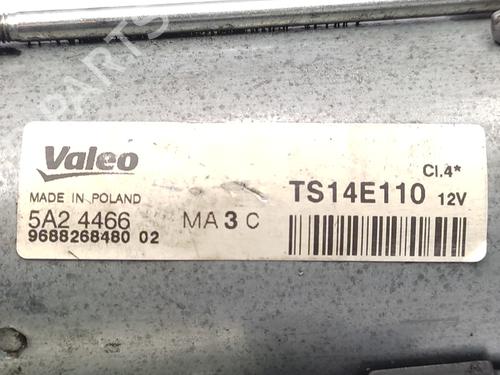 Valeo
MADE IN POLAND
5A2 4466
9688268480 02
MA 3 C
Cl.4*
TS14E110 12V